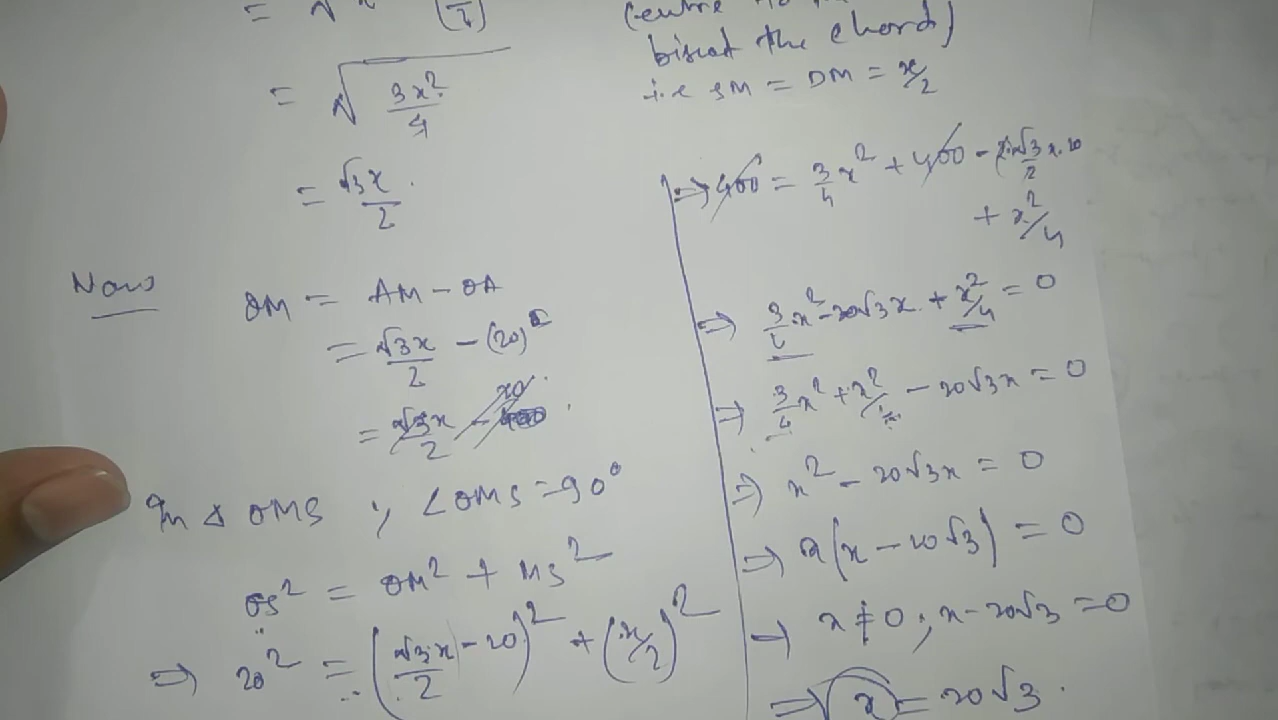 (centre to the
bisect the chord)
i.e SM = DM = x/2
= √(3x²/4)
= √3x/2
Now OM = AM - OA
= √3x/2 - (20)
= √3x/2 - 20
In Δ OMS, ∠OMS = 90°
OS² = OM² + MS²
⇒ 20² = (√3x/2 - 20)² + (x/2)²
⇒ 400 = 3/4 x² + 400 - 2·√3/2 x·20
+ x²/4
⇒ 3/4 x² - 20√3x + x²/4 = 0
⇒ 3/4 x² + x²/4 - 20√3x = 0
⇒ x² - 20√3x = 0
⇒ x(x - 20√3) = 0
→ x ≠ 0; x - 20√3 = 0
⇒ x = 20√3.